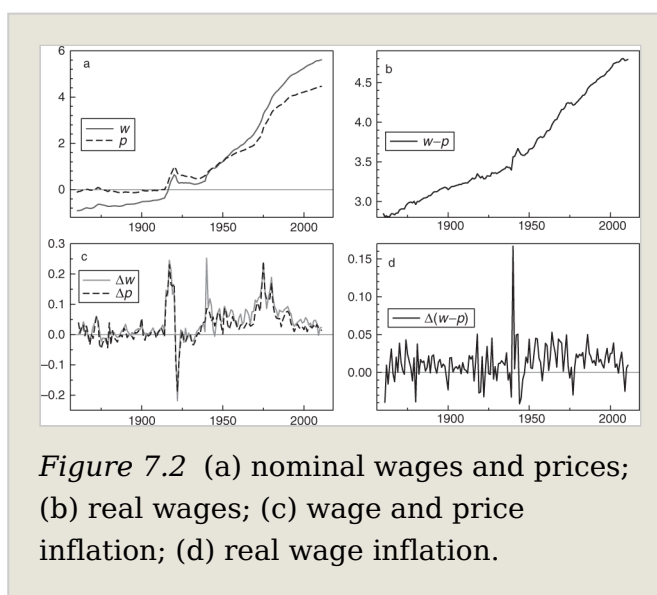 6
4
2
0
a
w
p
1900 1950 2000
4.5
4.0
3.5
3.0
b
w–p
1900 1950 2000
0.3
0.2
0.1
0.0
−0.1
−0.2
c
Δw
Δp
1900 1950 2000
0.15
0.10
0.05
0.00
d
Δ(w–p)
1900 1950 2000
Figure 7.2 (a) nominal wages and prices;
(b) real wages; (c) wage and price
inflation; (d) real wage inflation.